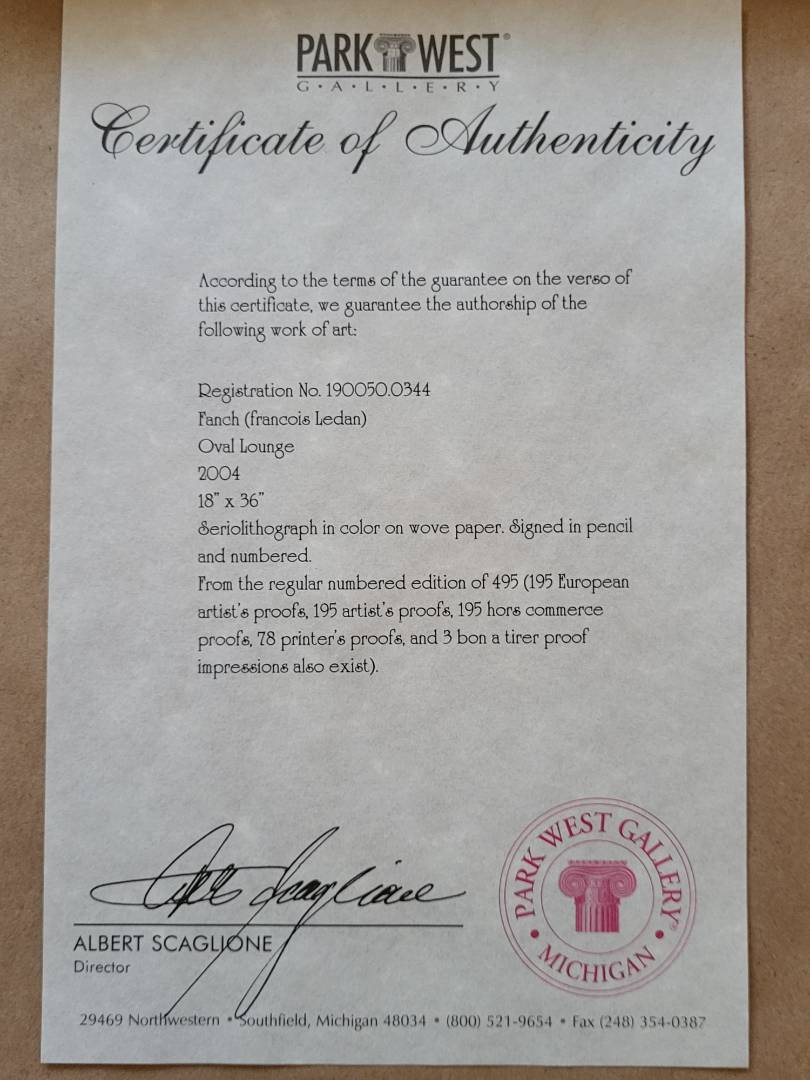 PARK WEST®
G•A•L•L•E•R•Y
Certificate of Authenticity
According to the terms of the guarantee on the verso of
this certificate, we guarantee the authorship of the
following work of art:
Registration No. 190050.0344
Fanch (francois Ledan)
Oval Lounge
2004
18" x 36"
Seriolithograph in color on wove paper. Signed in pencil
and numbered.
From the regular numbered edition of 495 (195 European
artist's proofs, 195 artist's proofs, 195 hors commerce
proofs, 78 printer's proofs, and 3 bon a tirer proof
impressions also exist).
Albert Scaglione
ALBERT SCAGLIONE
Director
PARK WEST GALLERY®
• MICHIGAN •
29469 Northwestern • Southfield, Michigan 48034 • (800) 521-9654 • Fax (248) 354-0387